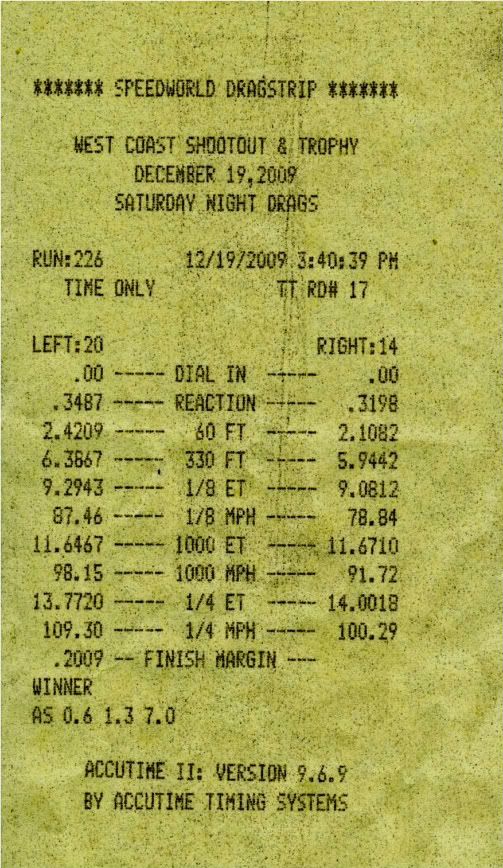 ******* SPEEDWORLD DRAGSTRIP *******
WEST COAST SHOOTOUT & TROPHY
DECEMBER 19,2009
SATURDAY NIGHT DRAGS
RUN:226 12/19/2009 3:40:39 PM
TIME ONLY TT RD# 17
LEFT:20 RIGHT:14
.00 ----- DIAL IN ----- .00
.3487 ----- REACTION ----- .3198
2.4209 ----- 60 FT ----- 2.1082
6.3867 ----- 330 FT ----- 5.9442
9.2943 ----- 1/8 ET ----- 9.0812
87.46 ----- 1/8 MPH ----- 78.84
11.6467 ----- 1000 ET ----- 11.6710
98.15 ----- 1000 MPH ----- 91.72
13.7720 ----- 1/4 ET ----- 14.0018
109.30 ----- 1/4 MPH ----- 100.29
.2009 -- FINISH MARGIN ---
WINNER
AS 0.6 1.3 7.0
ACCUTIME II: VERSION 9.6.9
BY ACCUTIME TIMING SYSTEMS